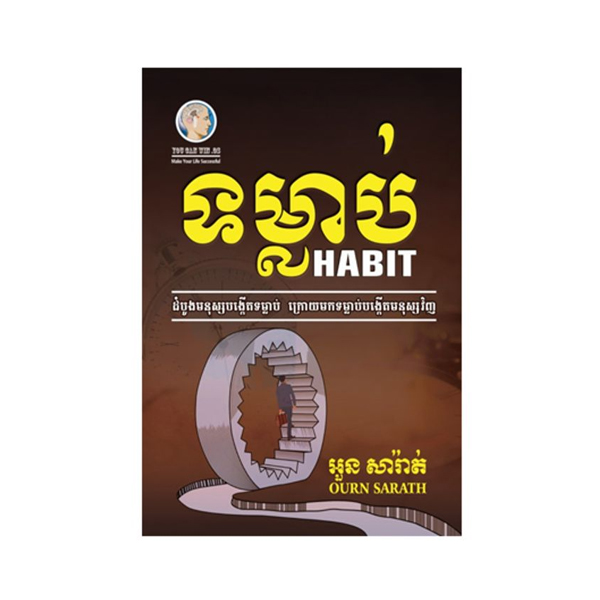 YOU CAN WIN .OS
Make Your Life Successful
ទម្លាប់
HABIT
ដំបូងមនុស្សបង្កើតទម្លាប់ ក្រោយមកទម្លាប់បង្កើតមនុស្សវិញ
អួន សារ៉ាត់
OURN SARATH